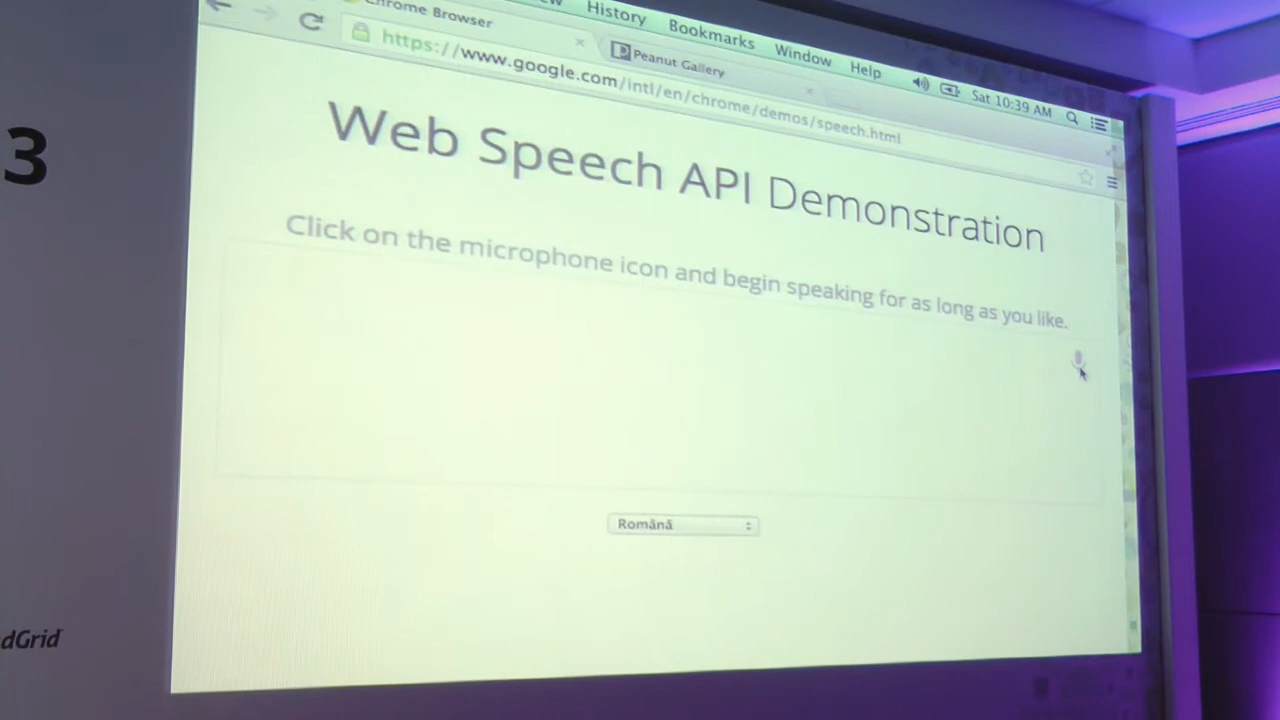 History Bookmarks Window Help Sat 10:39 AM
Chrome Browser
Peanut Gallery
https://www.google.com/intl/en/chrome/demos/speech.html
Web Speech API Demonstration
Click on the microphone icon and begin speaking for as long as you like.
Română
3
dGrid